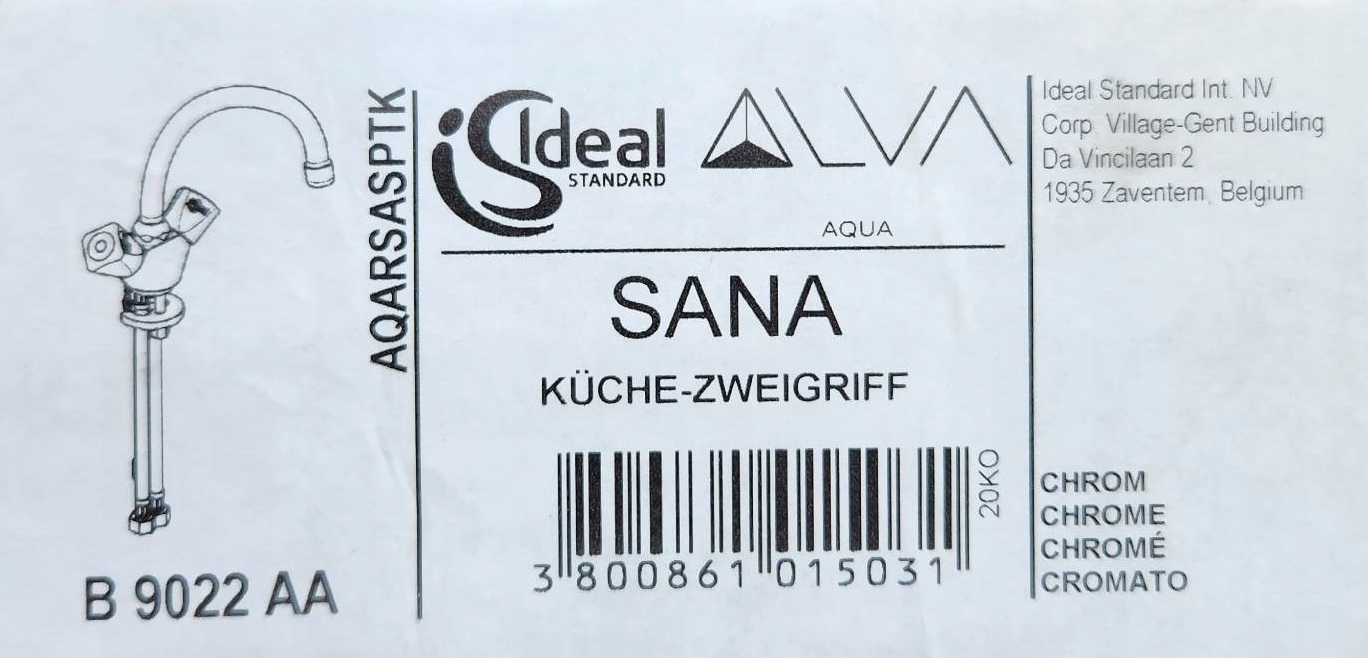 AQARSASPTK
Ideal
STANDARD
ALVA
AQUA
SANA
KÜCHE-ZWEIGRIFF
3 800861 015031
20KO
B 9022 AA
Ideal Standard Int. NV
Corp. Village-Gent Building
Da Vincilaan 2
1935 Zaventem, Belgium
CHROM
CHROME
CHROMÉ
CROMATO